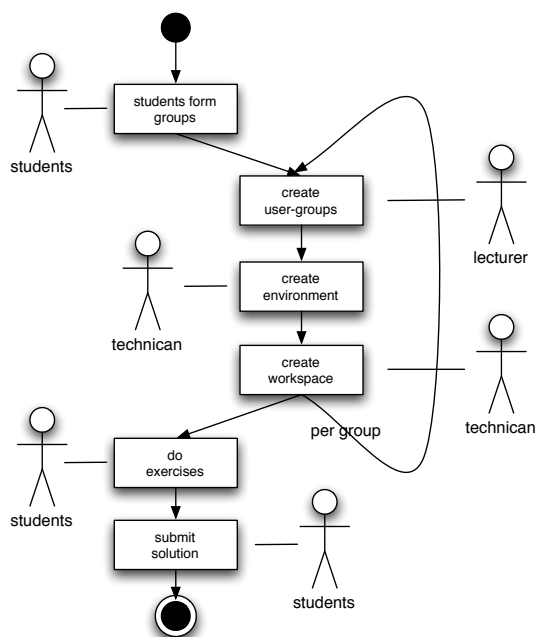 students form
groups
students
create
user-groups
lecturer
create
environment
technican
create
workspace
technican
per group
do
exercises
students
submit
solution
students